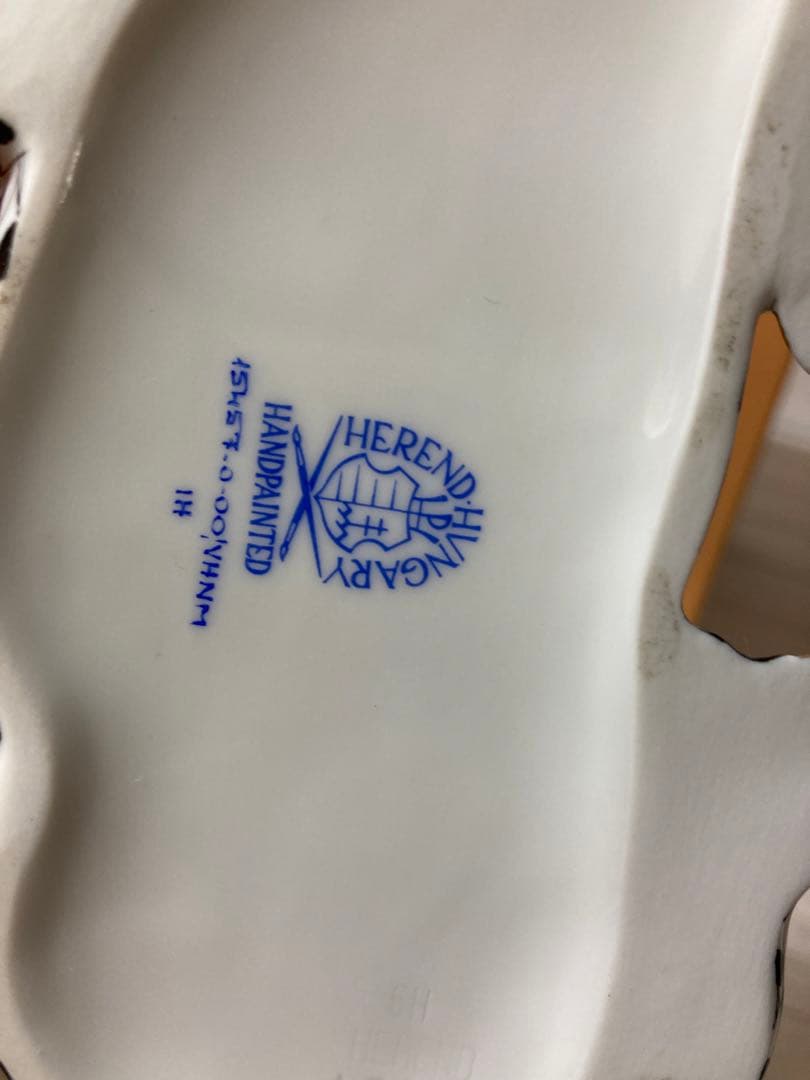 HEREND·HUNGARY
HANDPAINTED
15457-0-00,VHNM